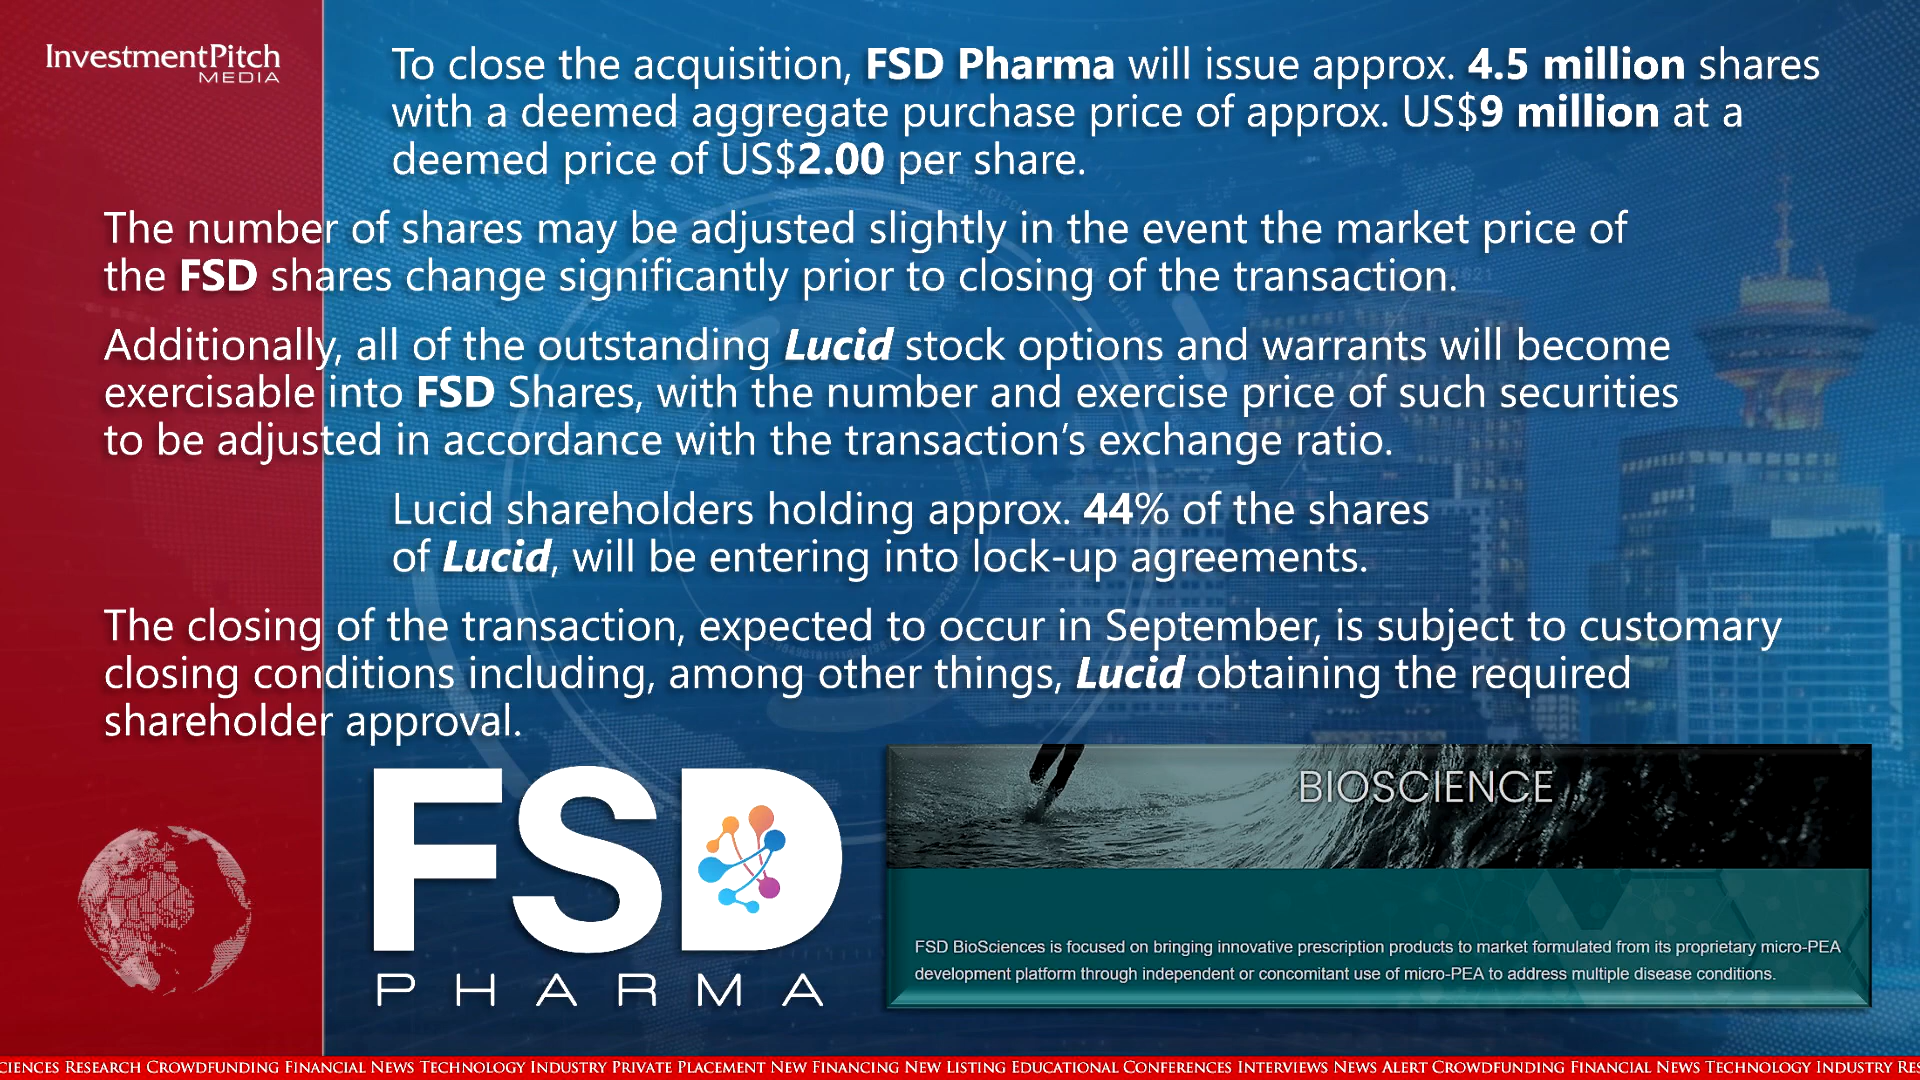 InvestmentPitch
MEDIA
To close the acquisition, FSD Pharma will issue approx. 4.5 million shares
with a deemed aggregate purchase price of approx. US$9 million at a
deemed price of US$2.00 per share.
The number of shares may be adjusted slightly in the event the market price of
the FSD shares change significantly prior to closing of the transaction.
Additionally, all of the outstanding Lucid stock options and warrants will become
exercisable into FSD Shares, with the number and exercise price of such securities
to be adjusted in accordance with the transaction's exchange ratio.
Lucid shareholders holding approx. 44% of the shares
of Lucid, will be entering into lock-up agreements.
The closing of the transaction, expected to occur in September, is subject to customary
closing conditions including, among other things, Lucid obtaining the required
shareholder approval.
FSD
PHARMA
BIOSCIENCE
FSD BioSciences is focused on bringing innovative prescription products to market formulated from its proprietary micro-PEA
development platform through independent or concomitant use of micro-PEA to address multiple disease conditions.
CIENCES RESEARCH CROWDFUNDING FINANCIAL NEWS TECHNOLOGY INDUSTRY PRIVATE PLACEMENT NEW FINANCING NEW LISTING EDUCATIONAL CONFERENCES INTERVIEWS NEWS ALERT CROWDFUNDING FINANCIAL NEWS TECHNOLOGY INDUSTRY RES